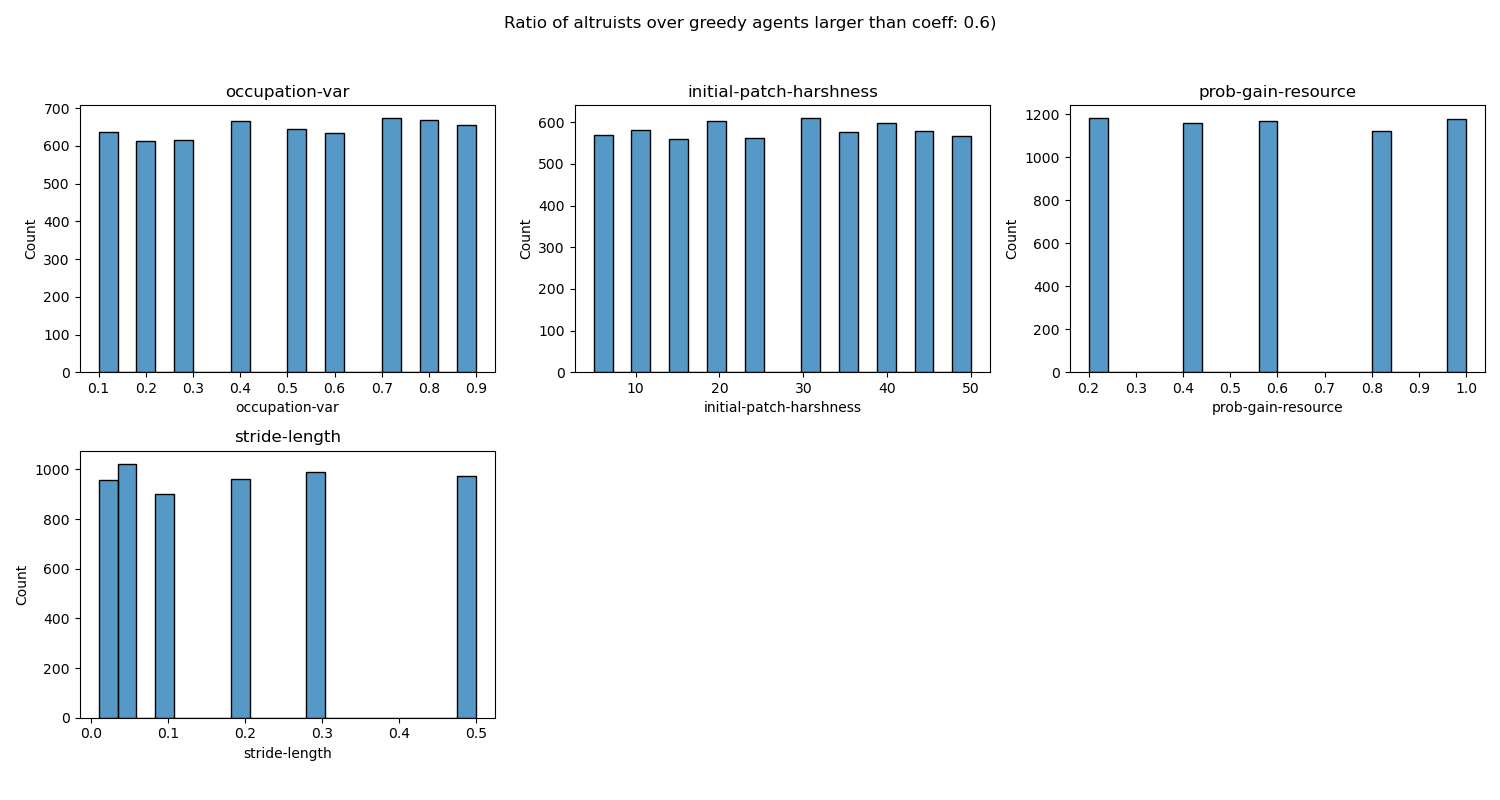 Ratio of altruists over greedy agents larger than coeff: 0.6)
occupation-var
700
600
500
400
300
200
100
0
Count
0.1 0.2 0.3 0.4 0.5 0.6 0.7 0.8 0.9
occupation-var
initial-patch-harshness
600
500
400
300
200
100
0
Count
10 20 30 40 50
initial-patch-harshness
prob-gain-resource
1200
1000
800
600
400
200
0
Count
0.2 0.3 0.4 0.5 0.6 0.7 0.8 0.9 1.0
prob-gain-resource
stride-length
1000
800
600
400
200
0
Count
0.0 0.1 0.2 0.3 0.4 0.5
stride-length